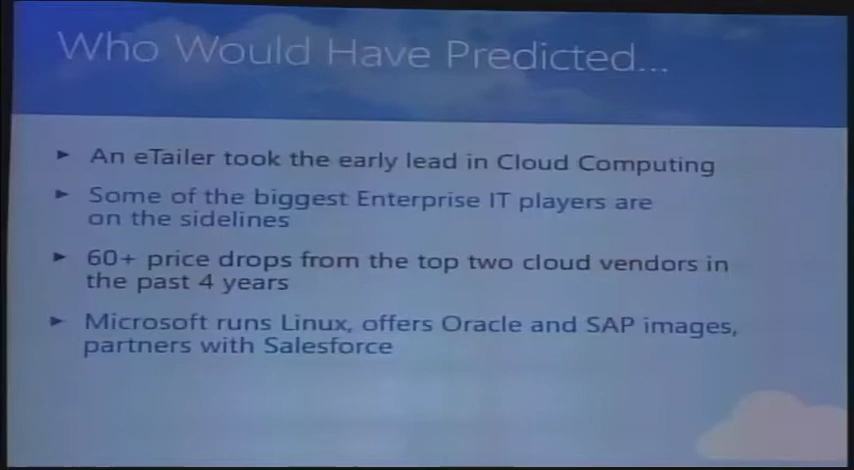 Who Would Have Predicted...
► An eTailer took the early lead in Cloud Computing
► Some of the biggest Enterprise IT players are
on the sidelines
► 60+ price drops from the top two cloud vendors in
the past 4 years
► Microsoft runs Linux, offers Oracle and SAP images,
partners with Salesforce